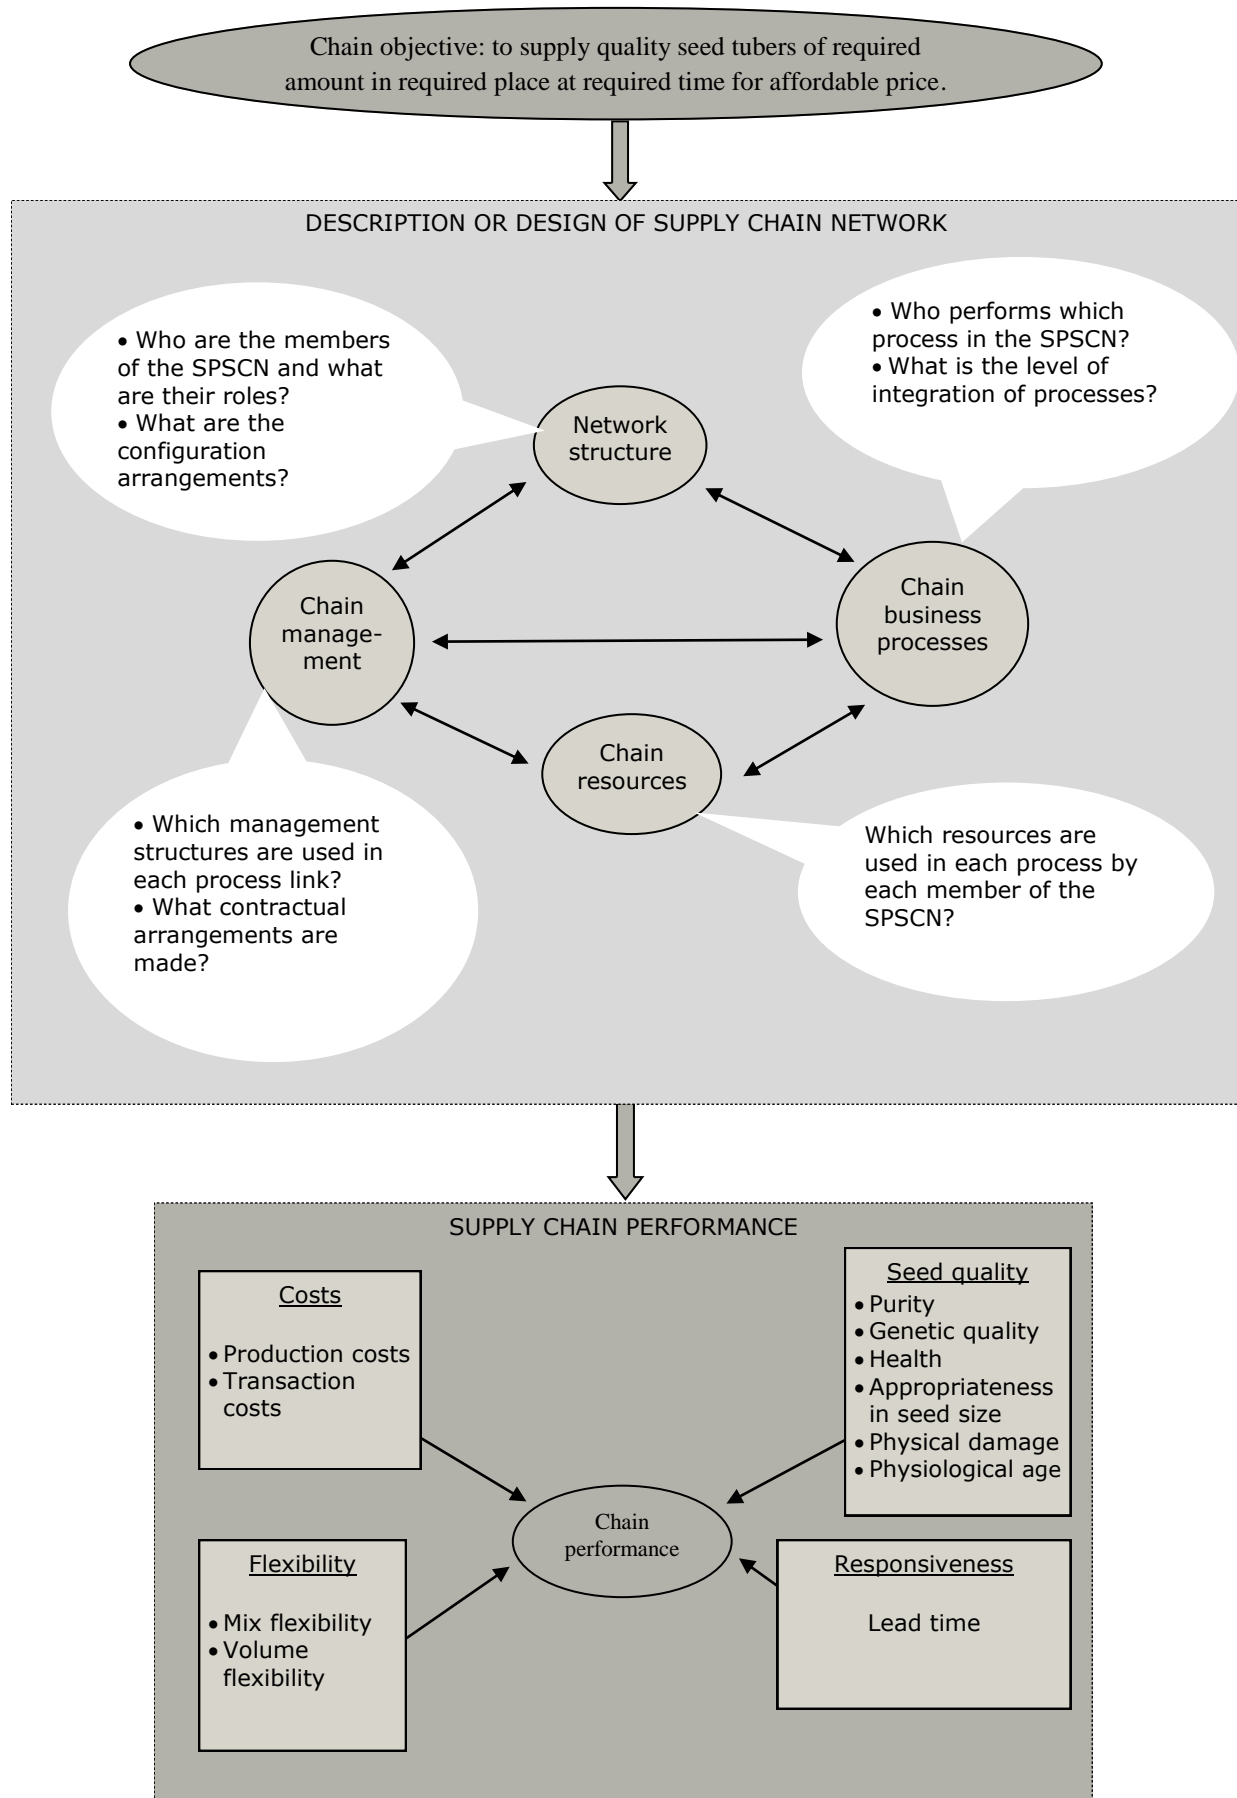 Chain objective: to supply quality seed tubers of required
amount in required place at required time for affordable price.
DESCRIPTION OR DESIGN OF SUPPLY CHAIN NETWORK
• Who are the members
of the SPSCN and what
are their roles?
• What are the
configuration
arrangements?
• Who performs which
process in the SPSCN?
• What is the level of
integration of processes?
Network
structure
Chain
manage-
ment
Chain
business
processes
Chain
resources
• Which management
structures are used in
each process link?
• What contractual
arrangements are
made?
Which resources are
used in each process by
each member of the
SPSCN?
SUPPLY CHAIN PERFORMANCE
Costs
• Production costs
• Transaction
costs
Seed quality
• Purity
• Genetic quality
• Health
• Appropriateness
in seed size
• Physical damage
• Physiological age
Chain
performance
Flexibility
• Mix flexibility
• Volume
flexibility
Responsiveness
Lead time